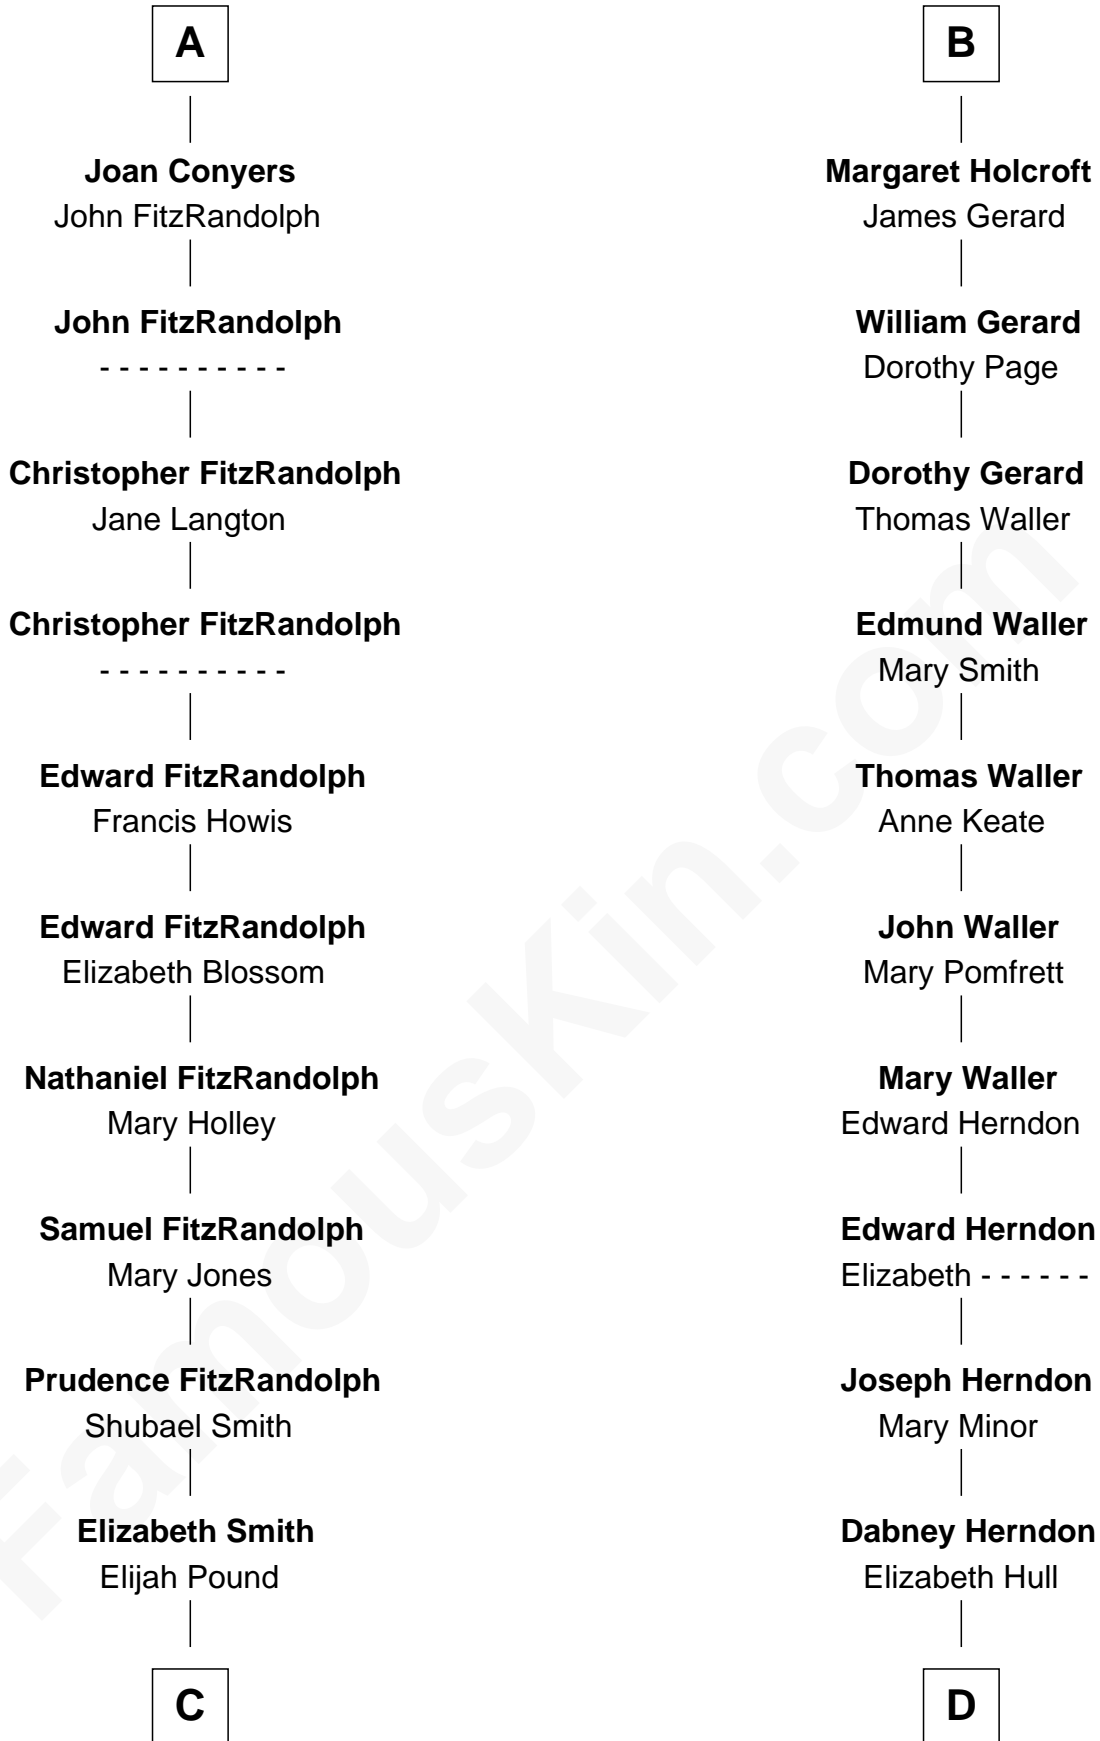 A
Joan Conyers
John FitzRandolph
John FitzRandolph
- - - - - - - - - -
Christopher FitzRandolph
Jane Langton
Christopher FitzRandolph
- - - - - - - - - -
Edward FitzRandolph
Francis Howis
Edward FitzRandolph
Elizabeth Blossom
Nathaniel FitzRandolph
Mary Holley
Samuel FitzRandolph
Mary Jones
Prudence FitzRandolph
Shubael Smith
Elizabeth Smith
Elijah Pound
C
B
Margaret Holcroft
James Gerard
William Gerard
Dorothy Page
Dorothy Gerard
Thomas Waller
Edmund Waller
Mary Smith
Thomas Waller
Anne Keate
John Waller
Mary Pomfrett
Mary Waller
Edward Herndon
Edward Herndon
Elizabeth - - - - - -
Joseph Herndon
Mary Minor
Dabney Herndon
Elizabeth Hull
D
FamousKin.com